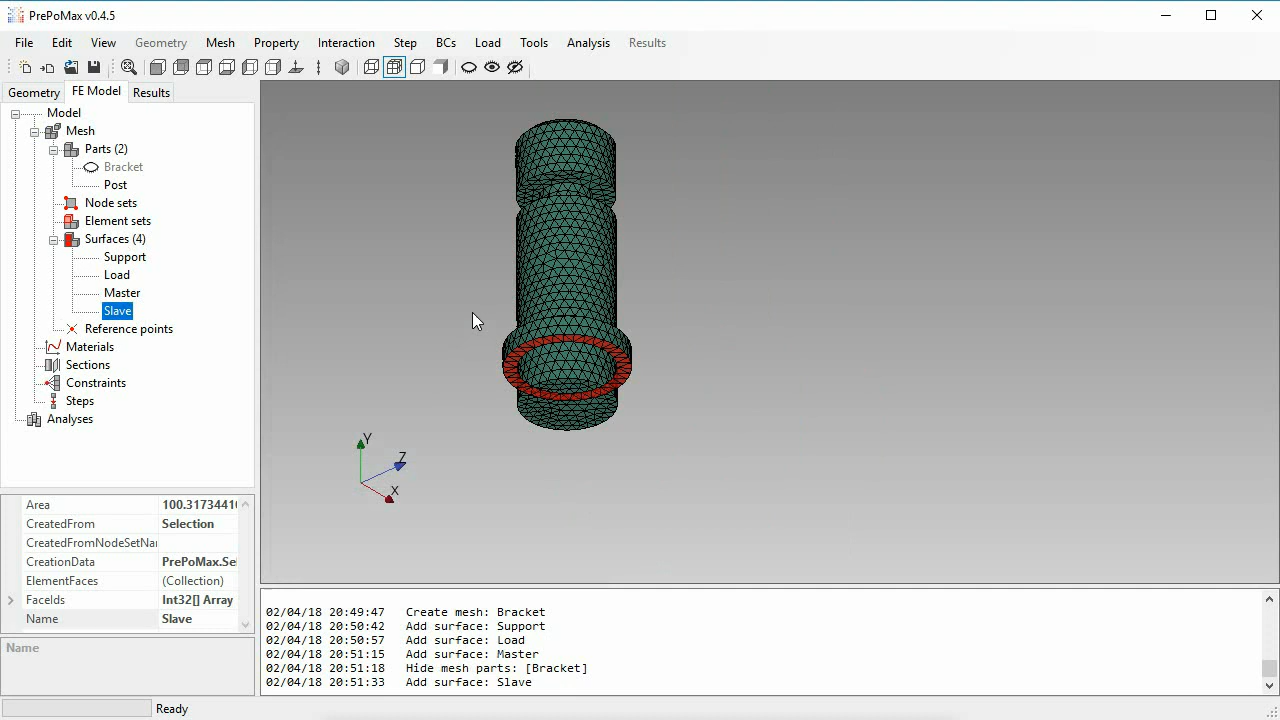 PrePoMax v0.4.5
File Edit View Geometry Mesh Property Interaction Step BCs Load Tools Analysis Results
Geometry FE Model Results
Model
Mesh
Parts (2)
Bracket
Post
Node sets
Element sets
Surfaces (4)
Support
Load
Master
Slave
Reference points
Materials
Sections
Constraints
Steps
Analyses
Y
Z
X
Area 100.3173441
CreatedFrom Selection
CreatedFromNodeSetNa
CreationData PrePoMax.Se
ElementFaces (Collection)
FaceIds Int32[] Array
Name Slave
Name
02/04/18 20:49:47 Create mesh: Bracket
02/04/18 20:50:42 Add surface: Support
02/04/18 20:50:57 Add surface: Load
02/04/18 20:51:15 Add surface: Master
02/04/18 20:51:18 Hide mesh parts: [Bracket]
02/04/18 20:51:33 Add surface: Slave
Ready